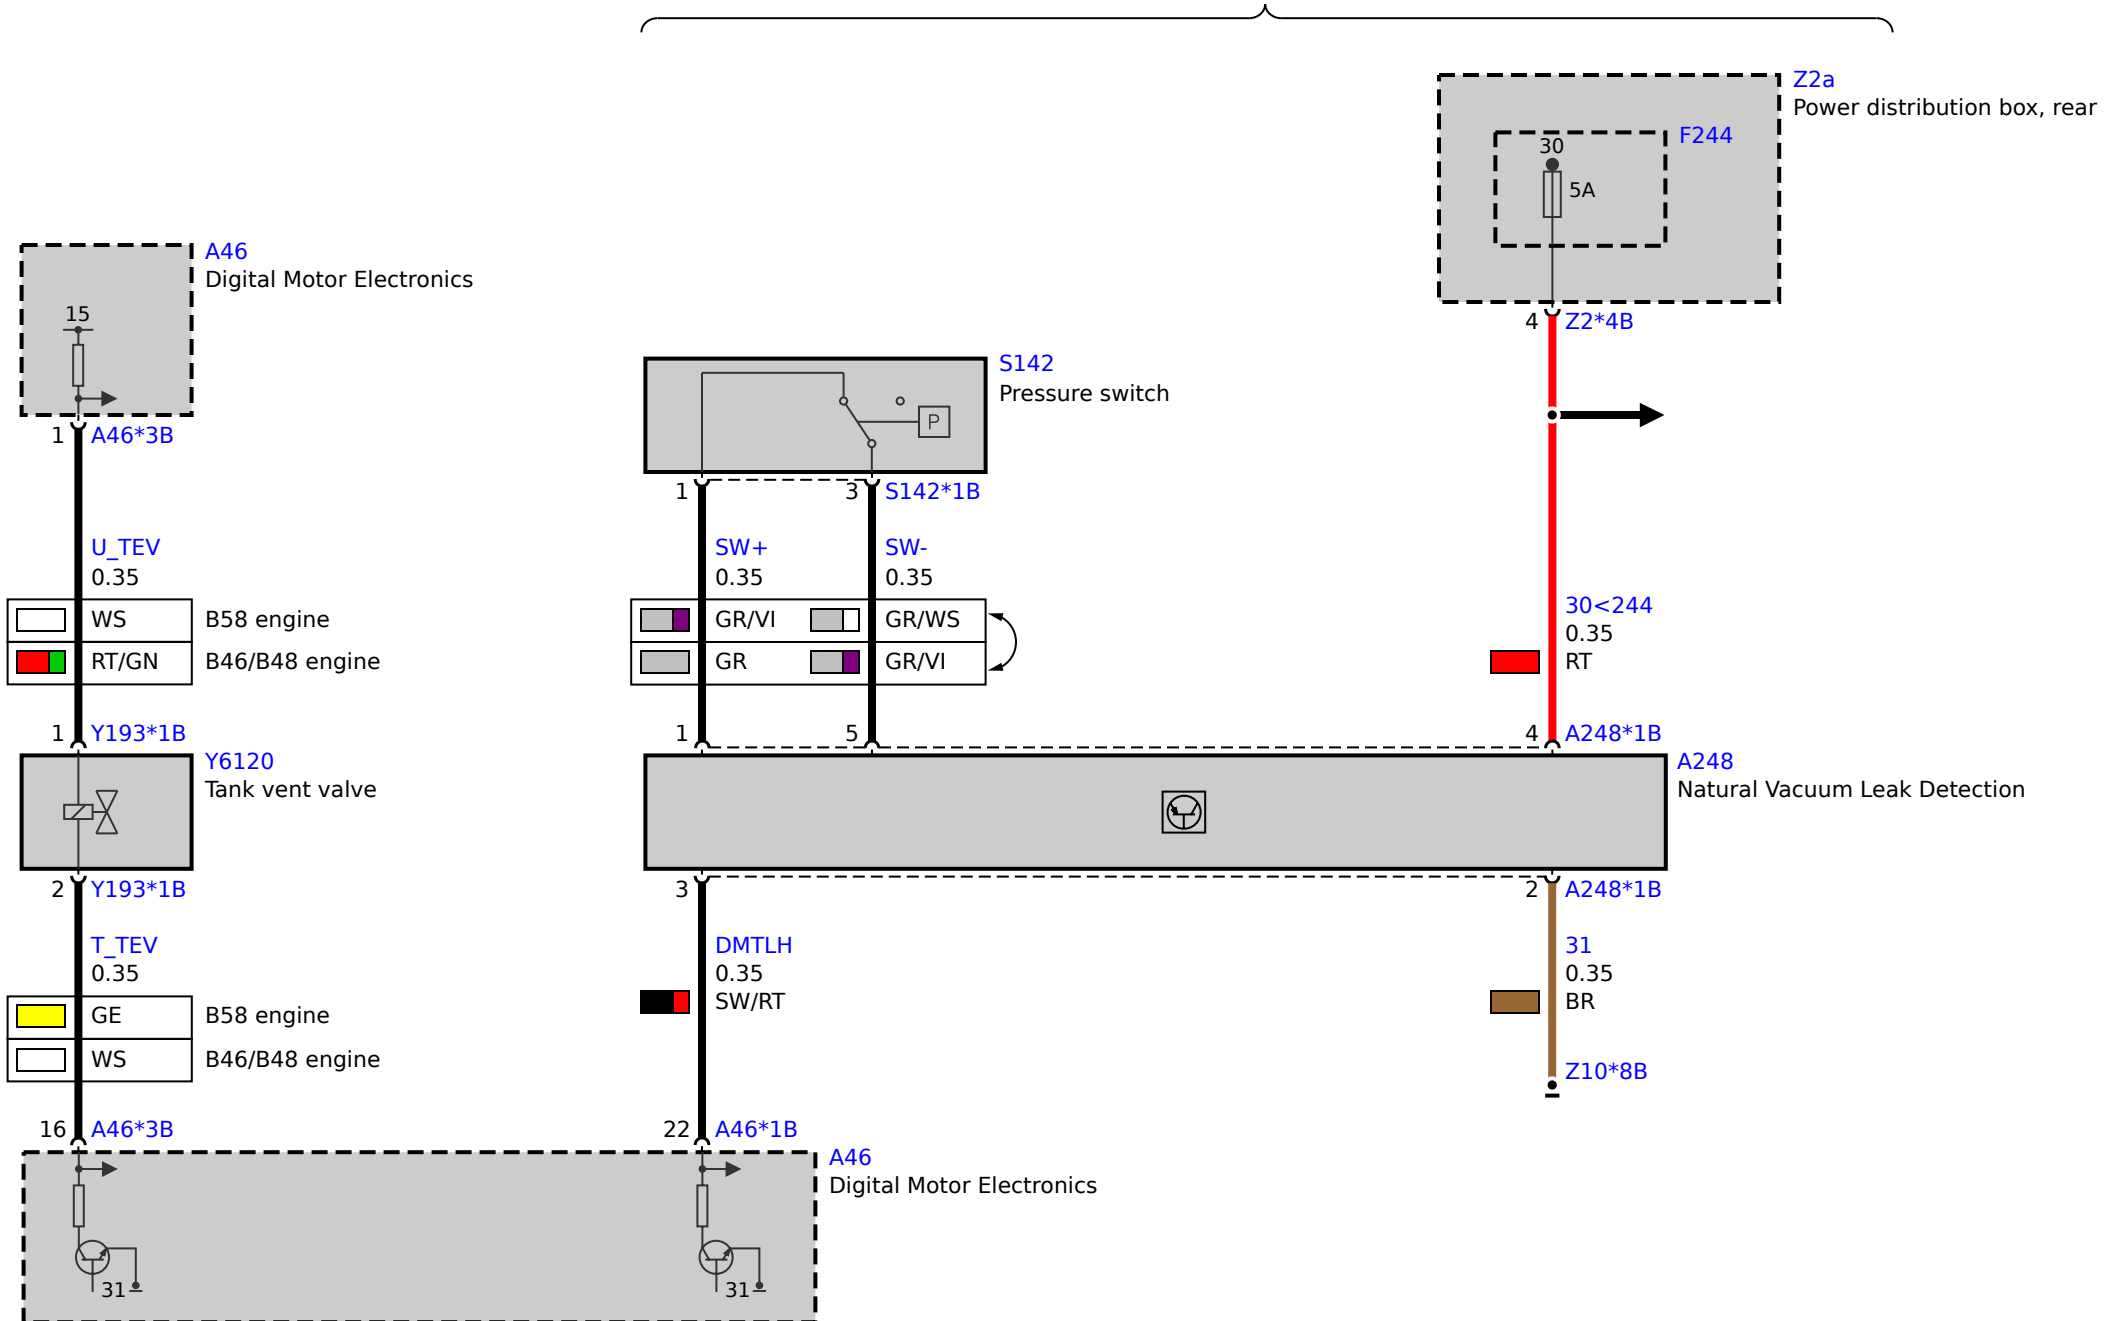 Z2a
Power distribution box, rear
F244
30
5A
A46
Digital Motor Electronics
15
4 Z2*4B
S142
Pressure switch
P
1 A46*3B
1 3 S142*1B
U_TEV
0.35
SW+ SW-
0.35 0.35
30<244
0.35
RT
WS B58 engine
RT/GN B46/B48 engine
GR/VI GR/WS
GR GR/VI
1 Y193*1B
1 5 4 A248*1B
Y6120
Tank vent valve
A248
Natural Vacuum Leak Detection
2 Y193*1B
3 2 A248*1B
T_TEV
0.35
DMTLH
0.35
SW/RT
31
0.35
BR
GE B58 engine
WS B46/B48 engine
Z10*8B
16 A46*3B
22 A46*1B
A46
Digital Motor Electronics
31 31